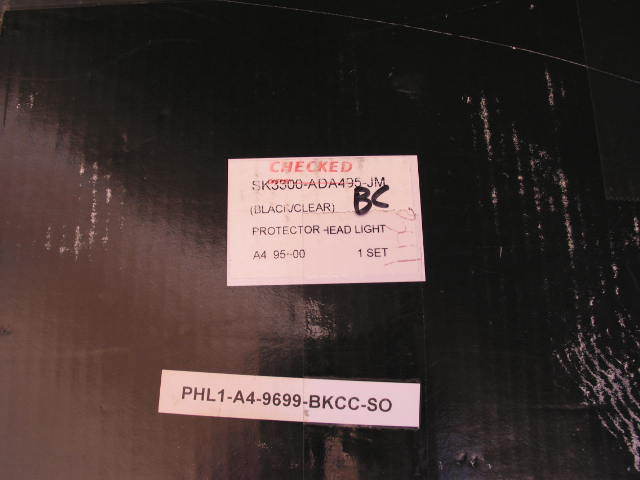 CHECKED
SK3300-ADA495-JM
(BLACK/CLEAR) BC
PROTECTOR HEAD LIGHT
A4 95-00 1 SET
PHL1-A4-9699-BKCC-SO